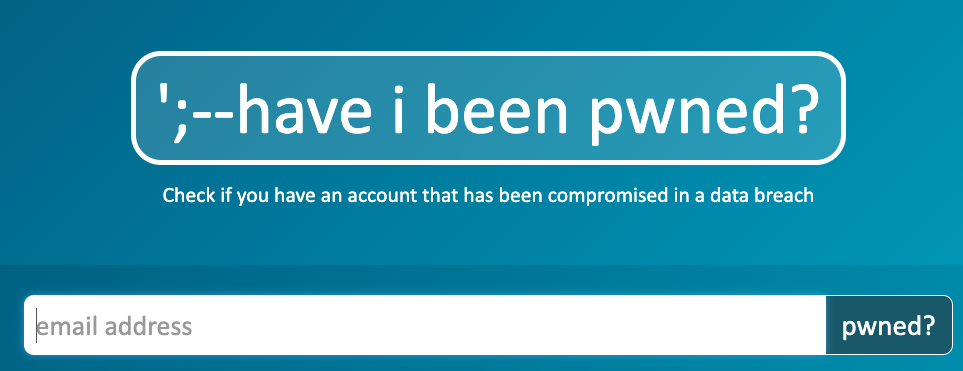 ';--have i been pwned?
Check if you have an account that has been compromised in a data breach
email address
pwned?